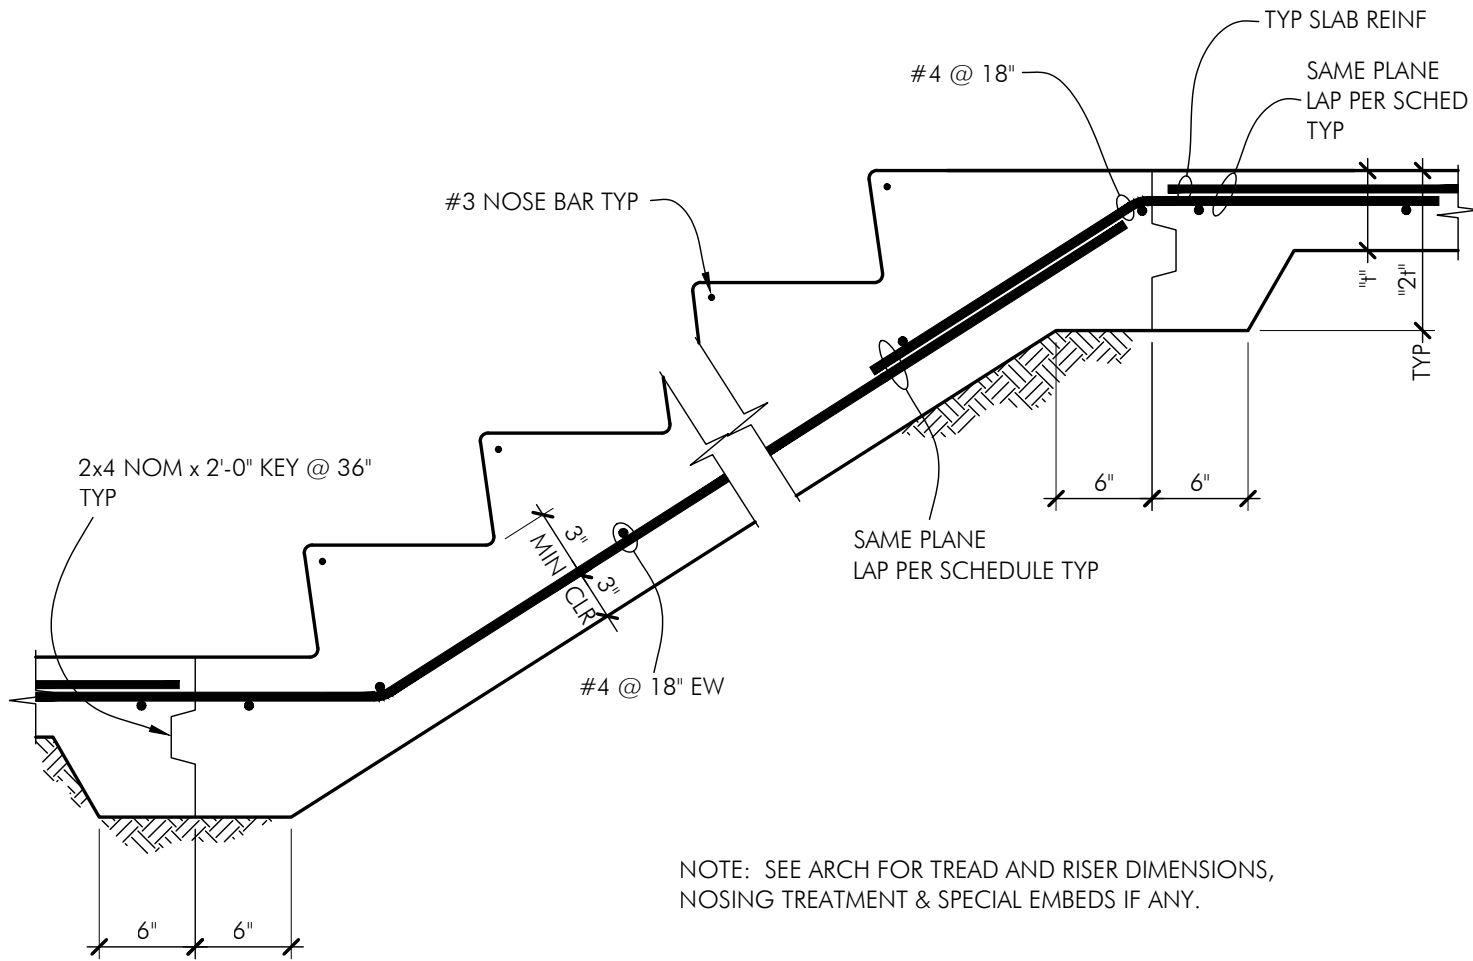 TYP SLAB REINF
#4 @ 18"
SAME PLANE
LAP PER SCHED
TYP
#3 NOSE BAR TYP
"t"
"2t"
TYP
2x4 NOM x 2'-0" KEY @ 36"
TYP
6"
6"
3"
MIN
3"
CLR
SAME PLANE
LAP PER SCHEDULE TYP
#4 @ 18" EW
NOTE: SEE ARCH FOR TREAD AND RISER DIMENSIONS,
NOSING TREATMENT & SPECIAL EMBEDS IF ANY.
6"
6"